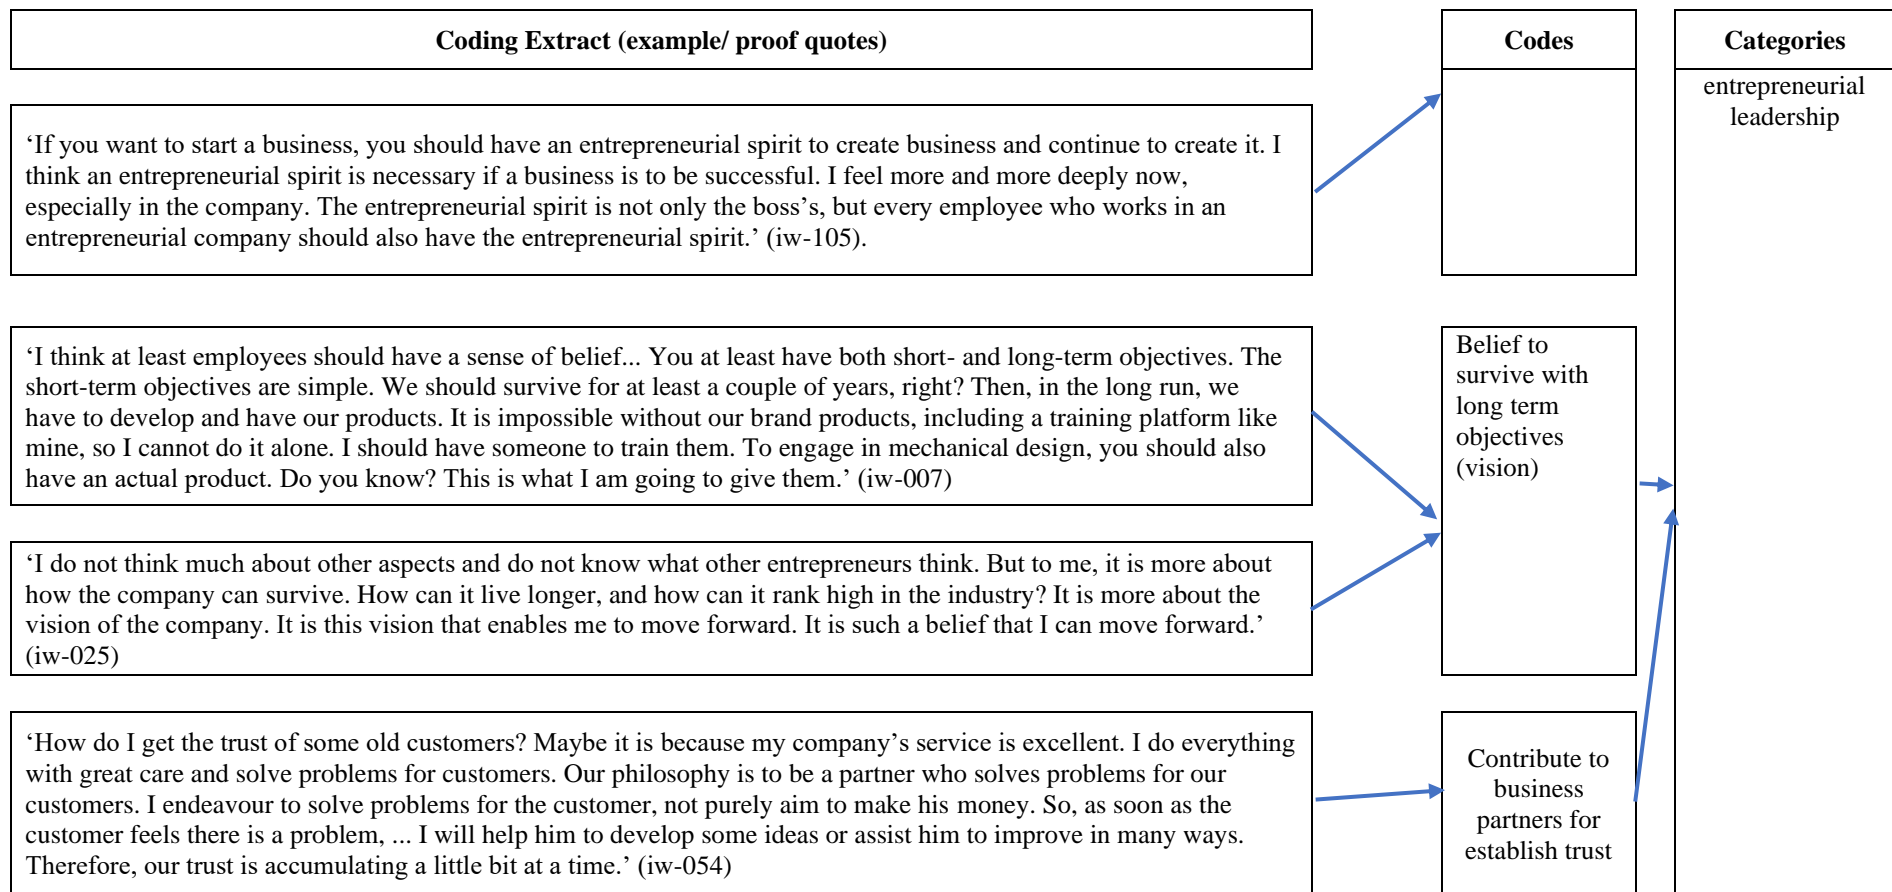 Coding Extract (example/ proof quotes)
Codes
Categories
entrepreneurial
leadership
‘If you want to start a business, you should have an entrepreneurial spirit to create business and continue to create it. I
think an entrepreneurial spirit is necessary if a business is to be successful. I feel more and more deeply now,
especially in the company. The entrepreneurial spirit is not only the boss’s, but every employee who works in an
entrepreneurial company should also have the entrepreneurial spirit.’ (iw-105).
‘I think at least employees should have a sense of belief... You at least have both short- and long-term objectives. The
short-term objectives are simple. We should survive for at least a couple of years, right? Then, in the long run, we
have to develop and have our products. It is impossible without our brand products, including a training platform like
mine, so I cannot do it alone. I should have someone to train them. To engage in mechanical design, you should also
have an actual product. Do you know? This is what I am going to give them.’ (iw-007)
Belief to
survive with
long term
objectives
(vision)
‘I do not think much about other aspects and do not know what other entrepreneurs think. But to me, it is more about
how the company can survive. How can it live longer, and how can it rank high in the industry? It is more about the
vision of the company. It is this vision that enables me to move forward. It is such a belief that I can move forward.’
(iw-025)
‘How do I get the trust of some old customers? Maybe it is because my company’s service is excellent. I do everything
with great care and solve problems for customers. Our philosophy is to be a partner who solves problems for our
customers. I endeavour to solve problems for the customer, not purely aim to make his money. So, as soon as the
customer feels there is a problem, ... I will help him to develop some ideas or assist him to improve in many ways.
Therefore, our trust is accumulating a little bit at a time.’ (iw-054)
Contribute to
business
partners for
establish trust